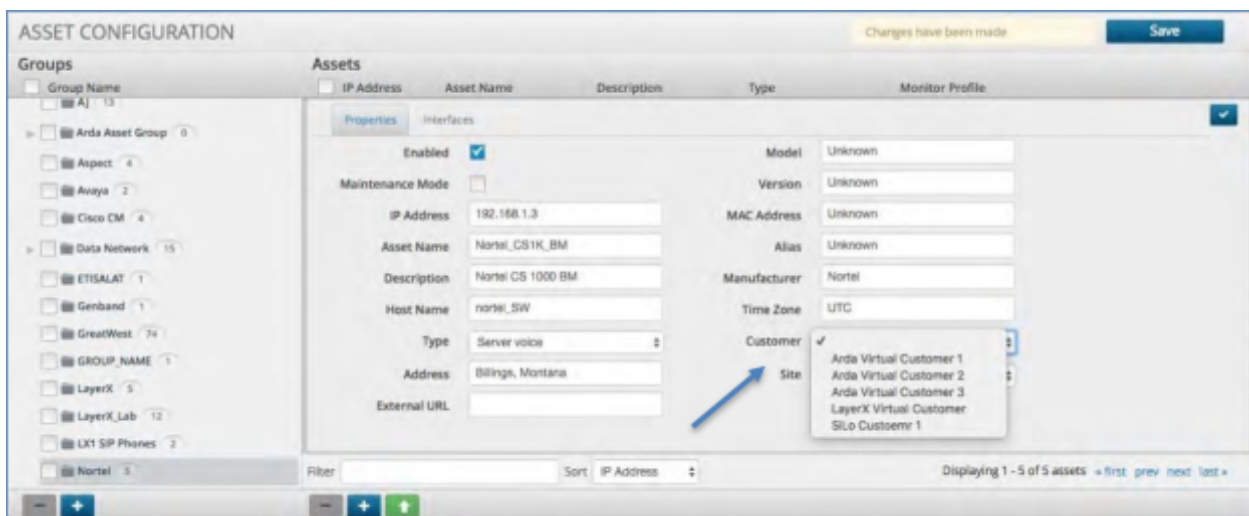 ASSET CONFIGURATION
Changes have been made
Save
Groups
Assets
Group Name
IP Address Asset Name Description Type Monitor Profile
AJ 13
Arda Asset Group 0
Aspect 4
Avaya 2
Cisco CM 4
Data Network 15
ETISALAT 1
Genband 1
GreatWest 74
GROUP_NAME 1
LayerX 5
LayerX_Lab 12
LX1 SIP Phones 2
Nortel 5
Properties Interfaces
Enabled
Maintenance Mode
IP Address 192.168.1.3
Asset Name Nortel_CS1K_BM
Description Nortel CS 1000 BM
Host Name nortel_SW
Type Server voice
Address Billings, Montana
External URL
Model Unknown
Version Unknown
MAC Address Unknown
Alias Unknown
Manufacturer Nortel
Time Zone UTC
Customer
Arda Virtual Customer 1
Arda Virtual Customer 2
Arda Virtual Customer 3
LayerX Virtual Customer
SiLo Custoemr 1
Site
Filter Sort IP Address
Displaying 1 - 5 of 5 assets « first prev next last »